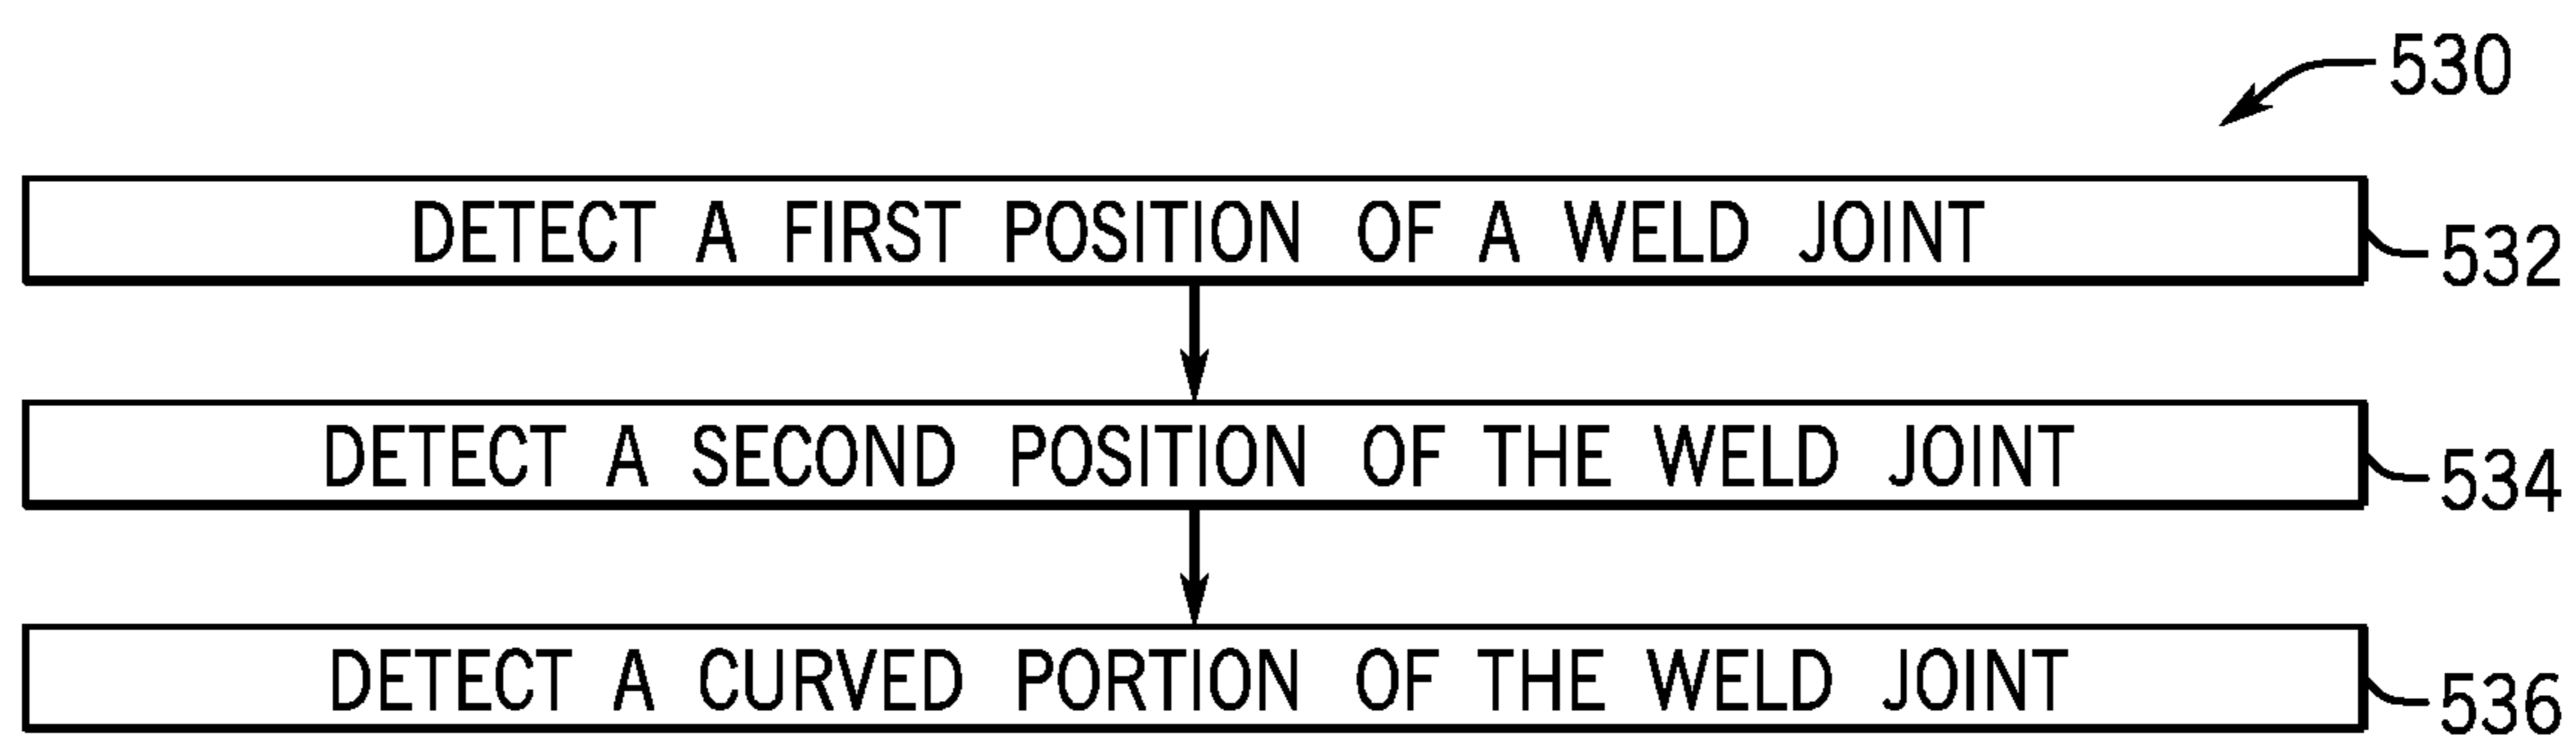 530
DETECT A FIRST POSITION OF A WELD JOINT
532
DETECT A SECOND POSITION OF THE WELD JOINT
534
DETECT A CURVED PORTION OF THE WELD JOINT
536